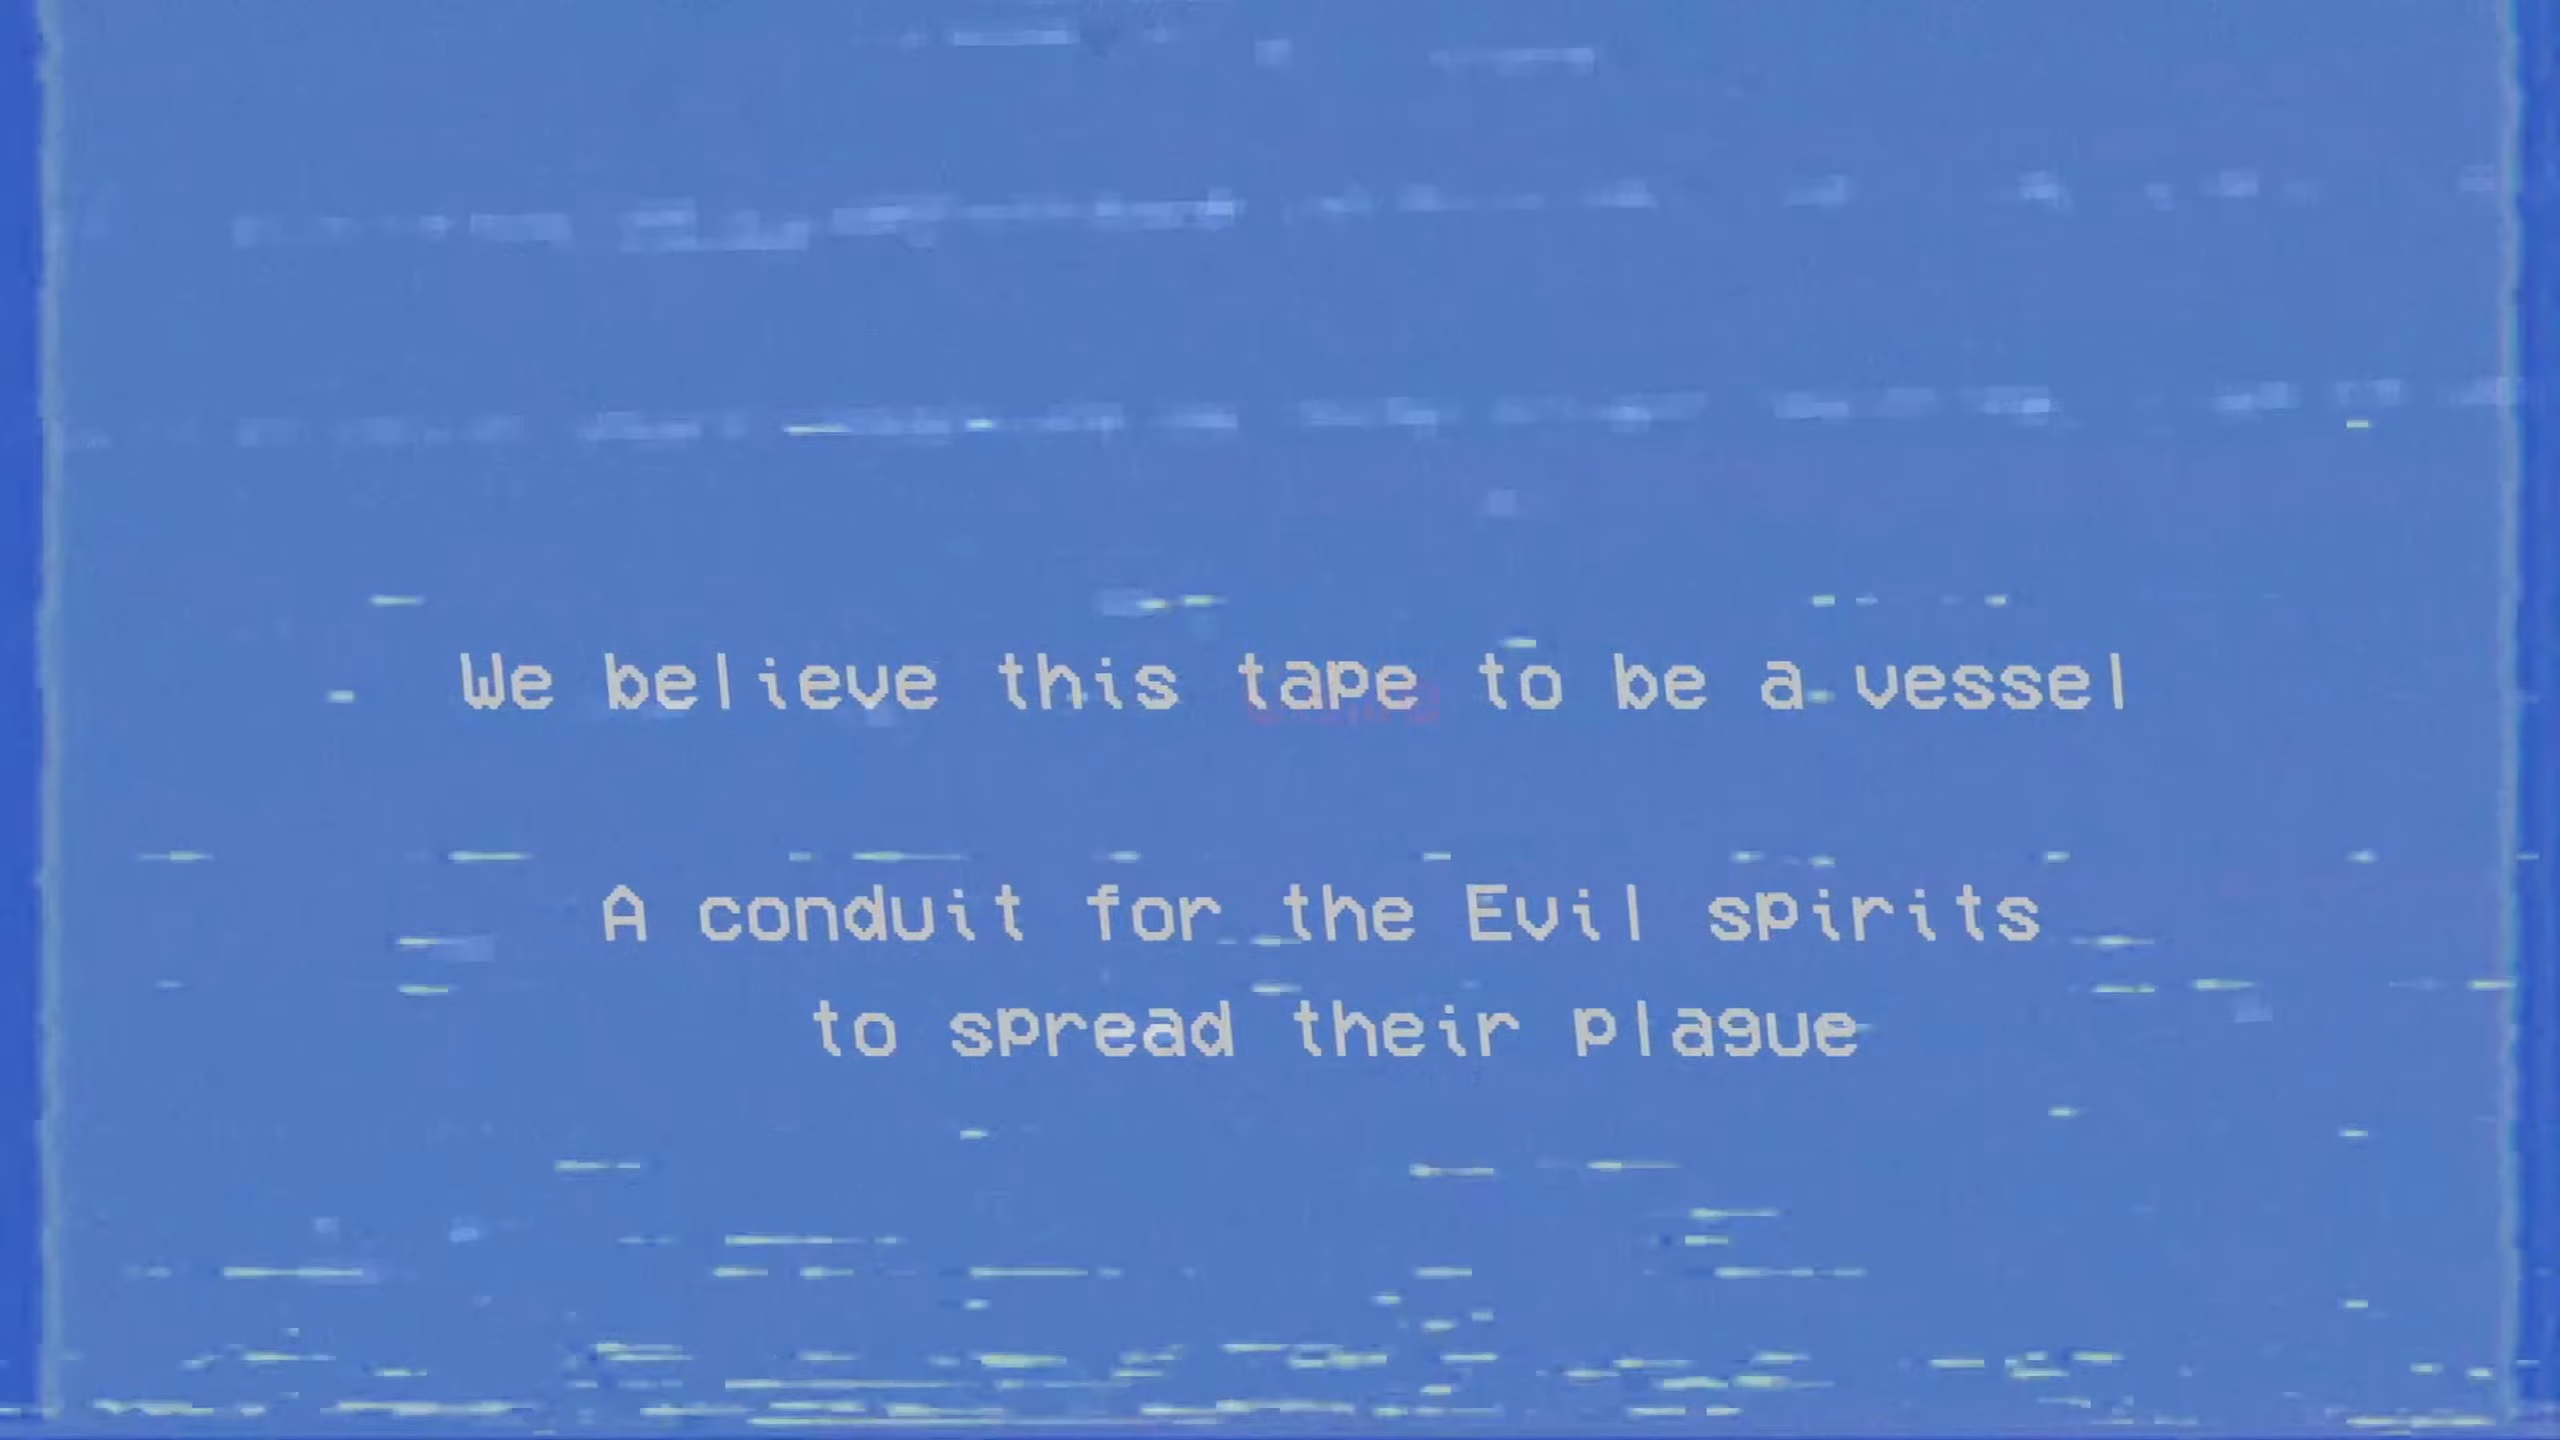 We believe this tape to be a vessel
A conduit for the Evil spirits
to spread their plague